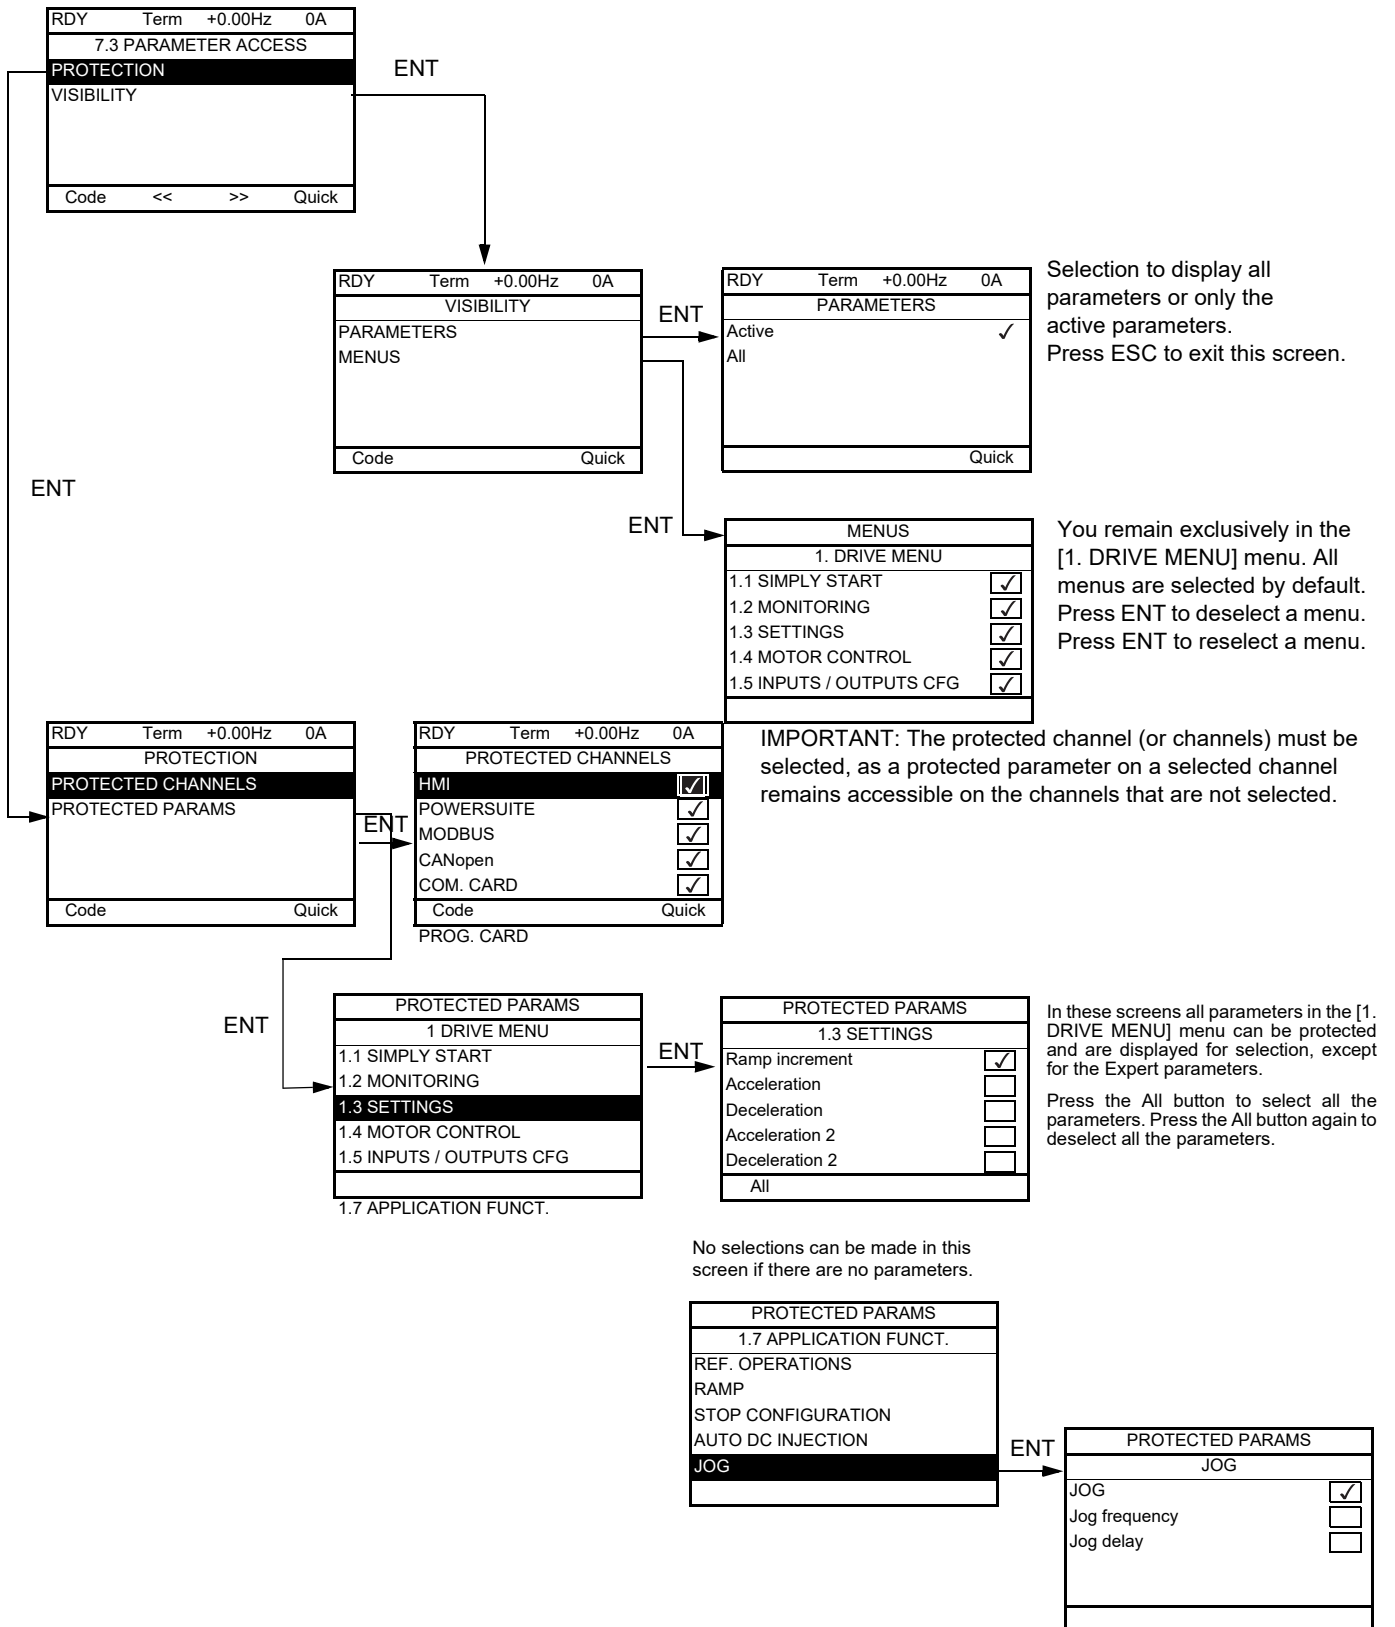 RDY Term +0.00Hz 0A
7.3 PARAMETER ACCESS
PROTECTION
VISIBILITY
Code << >> Quick
ENT
RDY Term +0.00Hz 0A
VISIBILITY
PARAMETERS
MENUS
Code Quick
ENT
RDY Term +0.00Hz 0A
PARAMETERS
Active ✓
All
Quick
Selection to display all
parameters or only the
active parameters.
Press ESC to exit this screen.
ENT
ENT
MENUS
1. DRIVE MENU
1.1 SIMPLY START ✓
1.2 MONITORING ✓
1.3 SETTINGS ✓
1.4 MOTOR CONTROL ✓
1.5 INPUTS / OUTPUTS CFG ✓
You remain exclusively in the
[1. DRIVE MENU] menu. All
menus are selected by default.
Press ENT to deselect a menu.
Press ENT to reselect a menu.
RDY Term +0.00Hz 0A
PROTECTION
PROTECTED CHANNELS
PROTECTED PARAMS
Code Quick
ENT
RDY Term +0.00Hz 0A
PROTECTED CHANNELS
HMI ✓
POWERSUITE ✓
MODBUS ✓
CANopen ✓
COM. CARD ✓
Code Quick
PROG. CARD
IMPORTANT: The protected channel (or channels) must be
selected, as a protected parameter on a selected channel
remains accessible on the channels that are not selected.
ENT
PROTECTED PARAMS
1 DRIVE MENU
1.1 SIMPLY START
1.2 MONITORING
1.3 SETTINGS
1.4 MOTOR CONTROL
1.5 INPUTS / OUTPUTS CFG
1.7 APPLICATION FUNCT.
ENT
PROTECTED PARAMS
1.3 SETTINGS
Ramp increment ✓
Acceleration
Deceleration
Acceleration 2
Deceleration 2
All
In these screens all parameters in the [1.
DRIVE MENU] menu can be protected
and are displayed for selection, except
for the Expert parameters.
Press the All button to select all the
parameters. Press the All button again to
deselect all the parameters.
No selections can be made in this
screen if there are no parameters.
PROTECTED PARAMS
1.7 APPLICATION FUNCT.
REF. OPERATIONS
RAMP
STOP CONFIGURATION
AUTO DC INJECTION
JOG
ENT
PROTECTED PARAMS
JOG
JOG ✓
Jog frequency
Jog delay